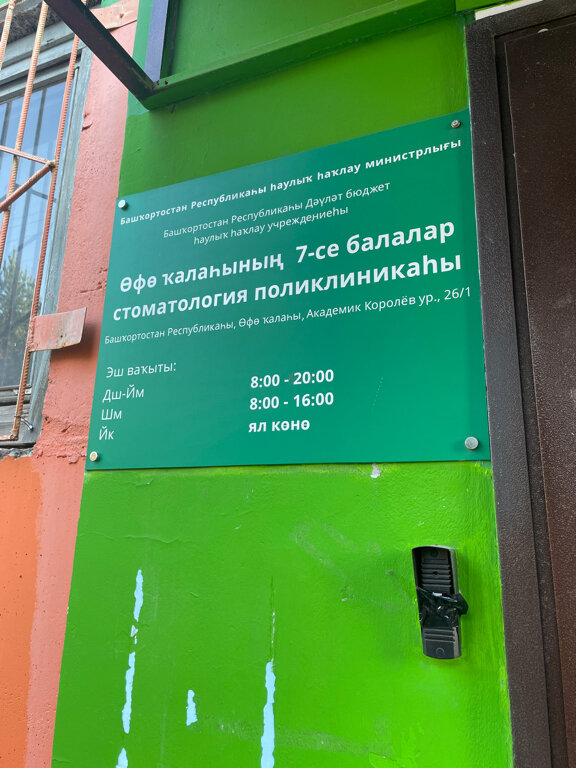 Башҡортостан Республикаһы һаулыҡ һаҡлау министрлығы
Башҡортостан Республикаһы Дәүләт бюджет
һаулыҡ һаҡлау учреждениеһы
Өфө ҡалаһының 7-се балалар
стоматология поликлиникаһы
Башҡортостан Республикаһы, Өфө ҡалаһы, Академик Королёв ур., 26/1
Эш ваҡыты:
Дш-Йм 8:00 - 20:00
Шм 8:00 - 16:00
Йк ял көнө